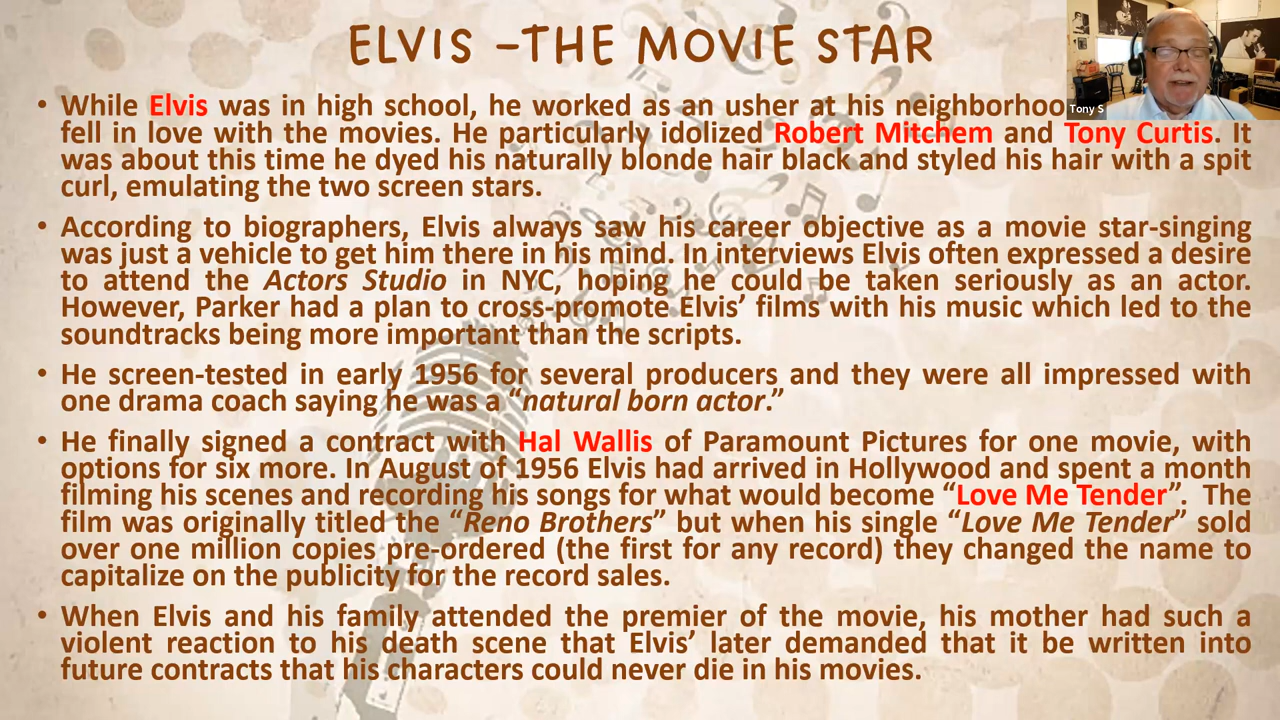 ELVIS -THE MOVIE STAR
Tony S
• While Elvis was in high school, he worked as an usher at his
fell in love with the movies. He particularly idolized Robert Mitchem and Tony Curtis. It
was about this time he dyed his naturally blonde hair black and styled his hair with a spit
curl, emulating the two screen stars.
• According to biographers, Elvis always saw his career objective as a movie star-singing
was just a vehicle to get him there in his mind. In interviews Elvis often expressed a desire
to attend the Actors Studio in NYC, hoping he could be taken seriously as an actor.
However, Parker had a plan to cross-promote Elvis’ films with his music which led to the
soundtracks being more important than the scripts.
• He screen-tested in early 1956 for several producers and they were all impressed with
one drama coach saying he was a “natural born actor.”
• He finally signed a contract with Hal Wallis of Paramount Pictures for one movie, with
options for six more. In August of 1956 Elvis had arrived in Hollywood and spent a month
filming his scenes and recording his songs for what would become “Love Me Tender”. The
film was originally titled the “Reno Brothers” but when his single “Love Me Tender” sold
over one million copies pre-ordered (the first for any record) they changed the name to
capitalize on the publicity for the record sales.
• When Elvis and his family attended the premier of the movie, his mother had such a
violent reaction to his death scene that Elvis’ later demanded that it be written into
future contracts that his characters could never die in his movies.